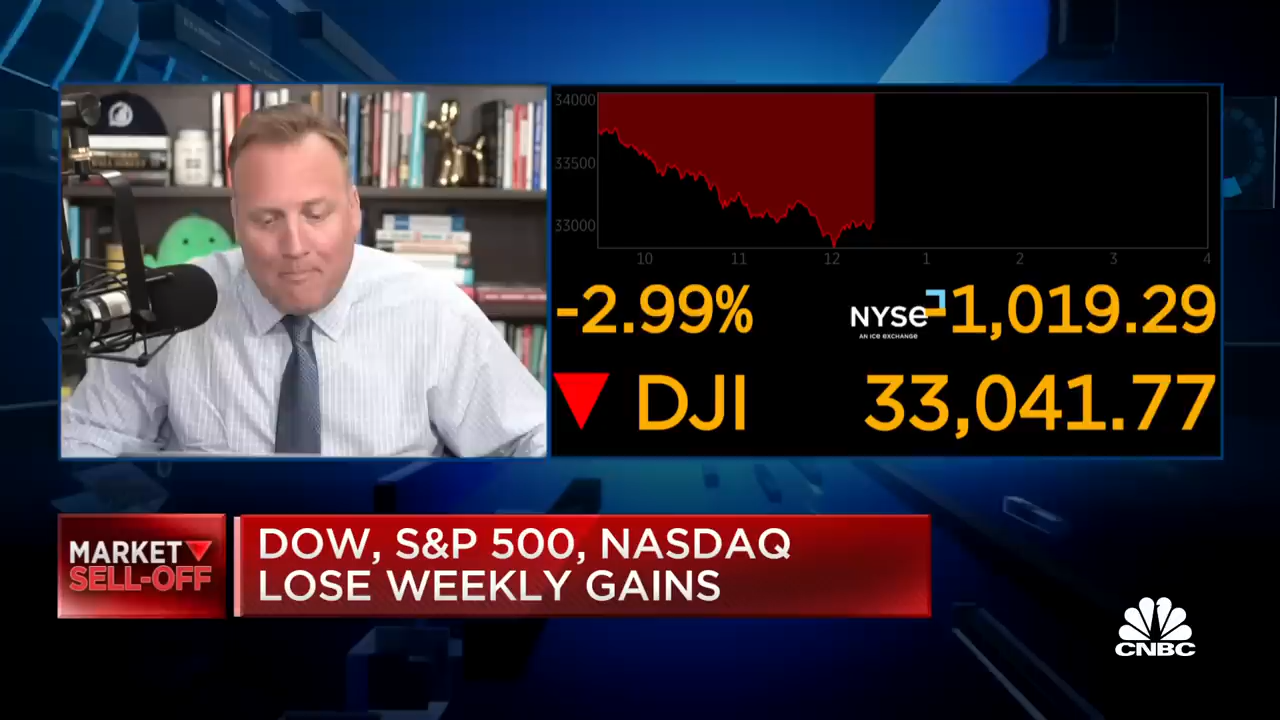 34000
33500
33000
10 11 12 1 2 3 4
-2.99% NYSE -1,019.29
AN ICE EXCHANGE
DJI 33,041.77
MARKET
SELL-OFF
DOW, S&P 500, NASDAQ
LOSE WEEKLY GAINS
CNBC